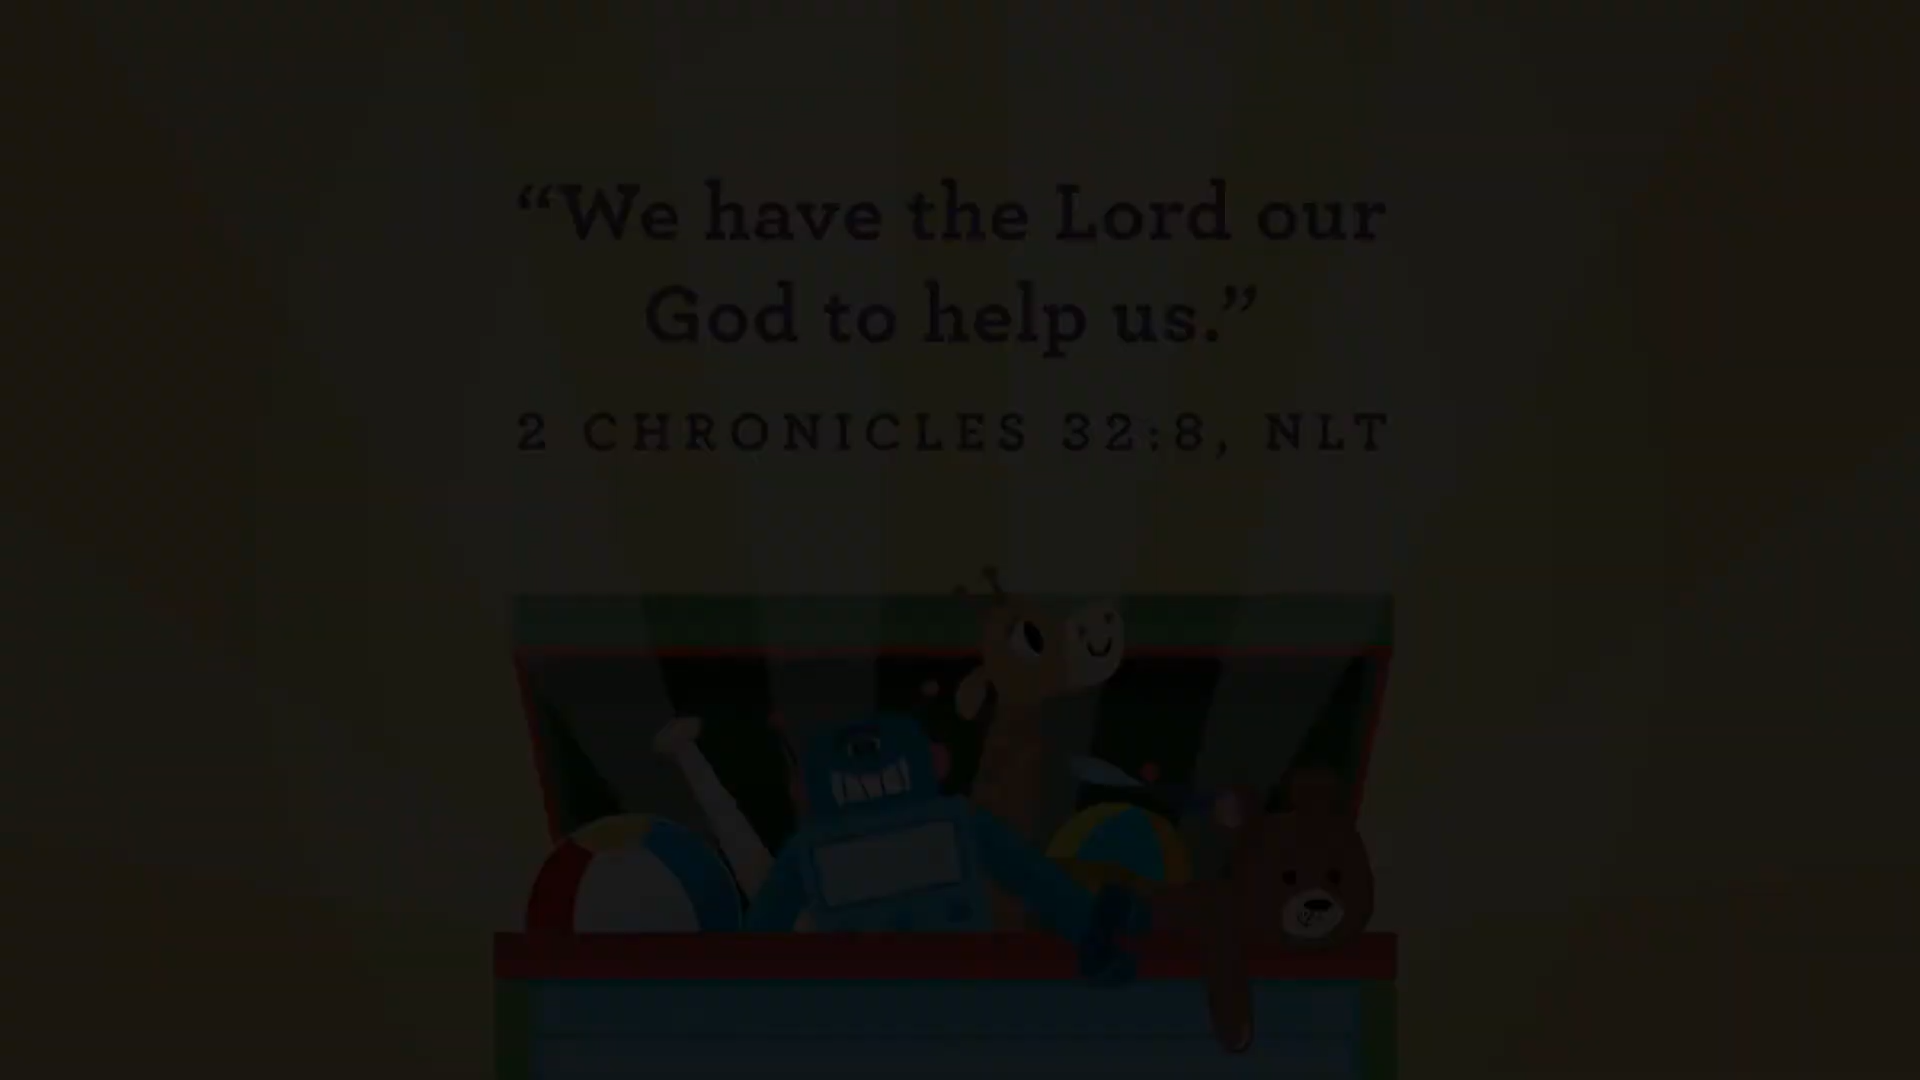 “We have the Lord our
God to help us.”
2 CHRONICLES 32:8, NLT